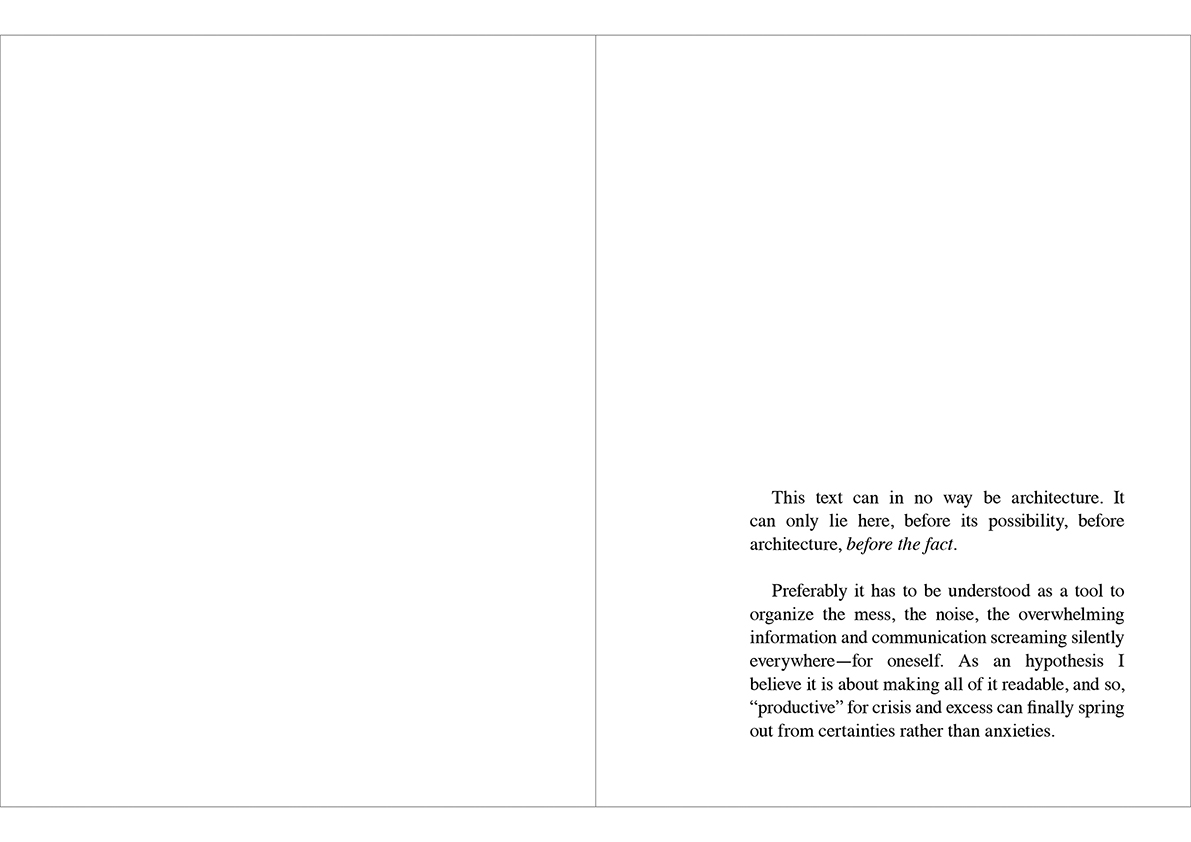 This text can in no way be architecture. It
can only lie here, before its possibility, before
architecture, before the fact.
Preferably it has to be understood as a tool to
organize the mess, the noise, the overwhelming
information and communication screaming silently
everywhere—for oneself. As an hypothesis I
believe it is about making all of it readable, and so,
“productive” for crisis and excess can finally spring
out from certainties rather than anxieties.